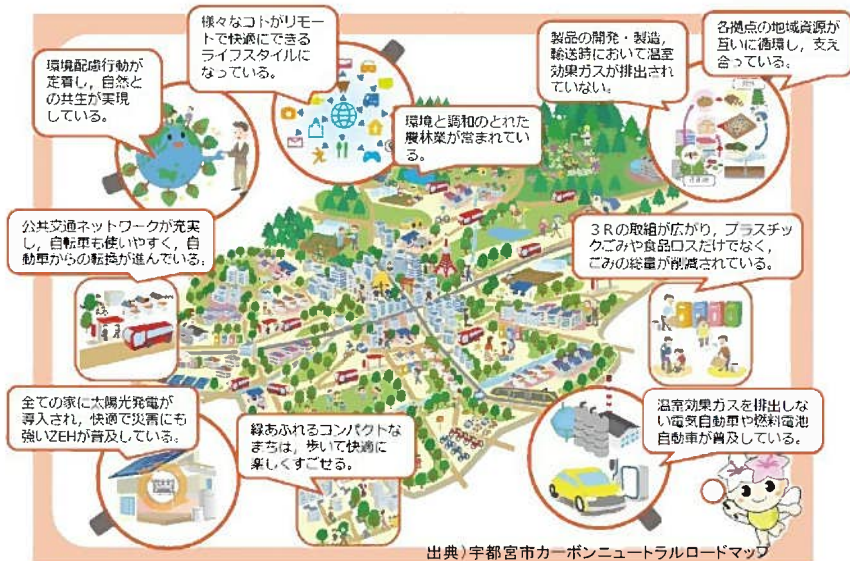 様々なコトがリモー
トで快適にできる
ライフスタイルに
なっている。
環境配慮行動が
定着し，自然と
の共生が実現
している。
製品の開発・製造，
輸送時において温室
効果ガスが排出され
ていない。
各拠点の地域資源が
互いに循環し，支え
合っている。
環境と調和のとれた
農林業が営まれてい
る。
公共交通ネットワークが充実
し，自転車も使いやすく，自
動車からの転換が進んでいる。
３Ｒの取組が広がり，プラスチ
ックごみや食品ロスだけでなく，
ごみの総量が削減されている。
全ての家に太陽光発電が
導入され，快適で災害にも
強いZEHが普及している。
緑あふれるコンパクトな
まちは，歩いて快適に
楽しくすごせる。
温室効果ガスを排出しな
い電気自動車や燃料電池
自動車が普及している。
出典）宇都宮市カーボンニュートラルロードマップ